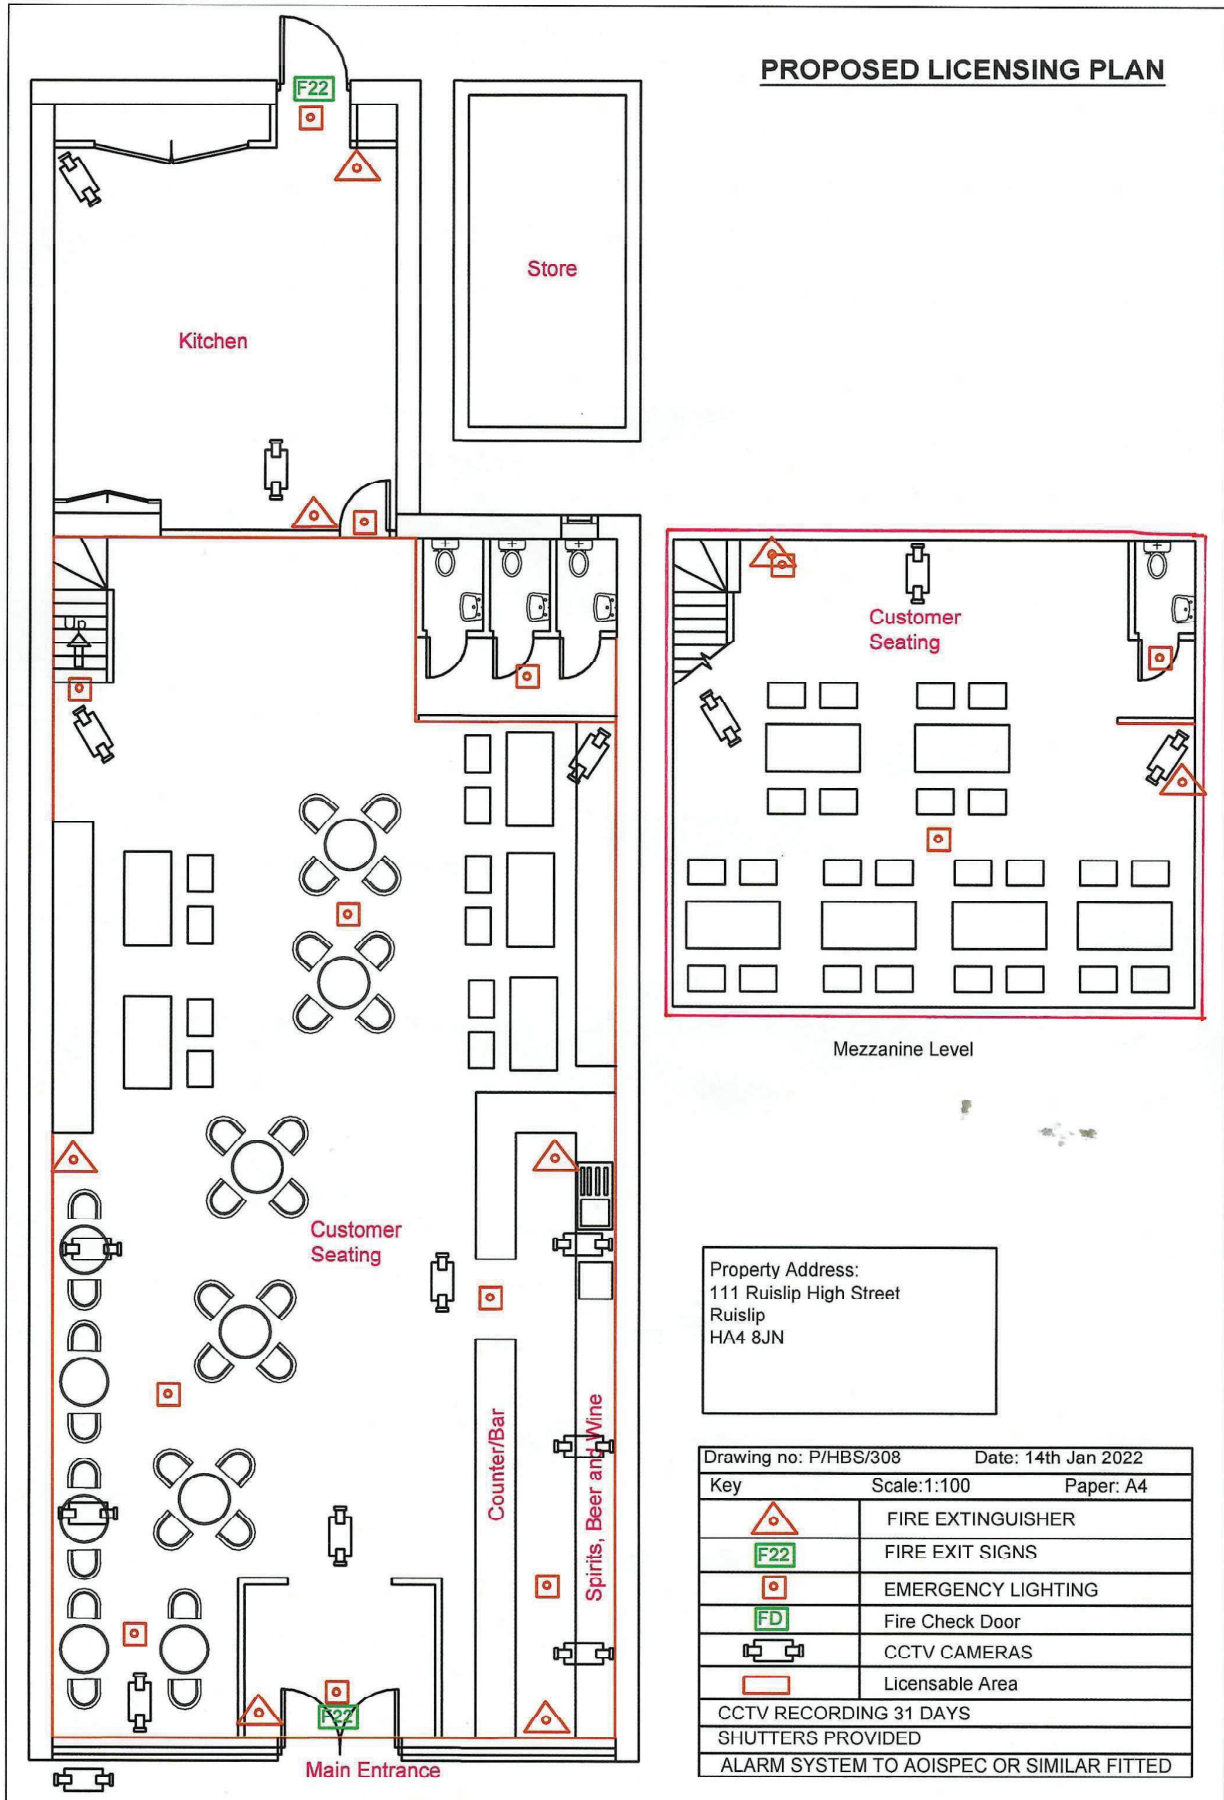 PROPOSED LICENSING PLAN
F22
Store
Kitchen
Up
Customer
Seating
Mezzanine Level
Customer
Seating
Counter/Bar
Spirits, Beer and Wine
F22
Main Entrance
Property Address:
111 Ruislip High Street
Ruislip
HA4 8JN
Drawing no: P/HBS/308 Date: 14th Jan 2022
Key Scale:1:100 Paper: A4
FIRE EXTINGUISHER
F22 FIRE EXIT SIGNS
EMERGENCY LIGHTING
FD Fire Check Door
CCTV CAMERAS
Licensable Area
CCTV RECORDING 31 DAYS
SHUTTERS PROVIDED
ALARM SYSTEM TO AOISPEC OR SIMILAR FITTED